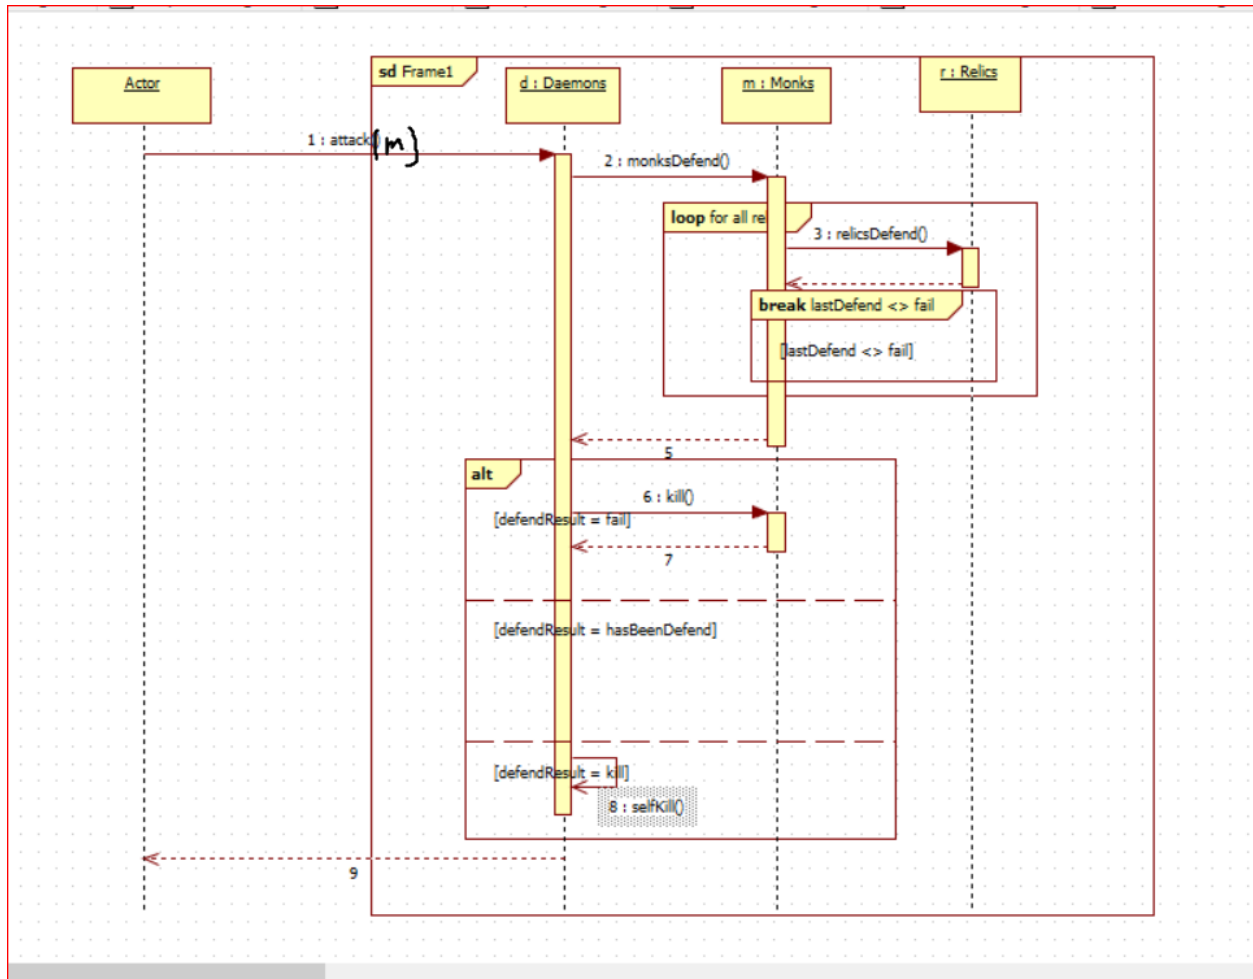 sd Frame1
Actor
d : Daemons
m : Monks
r : Relics
1 : attack(m)
2 : monksDefend()
loop for all re
3 : relicsDefend()
break lastDefend <> fail
[lastDefend <> fail]
5
alt
6 : kill()
[defendResult = fail]
7
[defendResult = hasBeenDefend]
[defendResult = kill]
8 : selfKill()
9